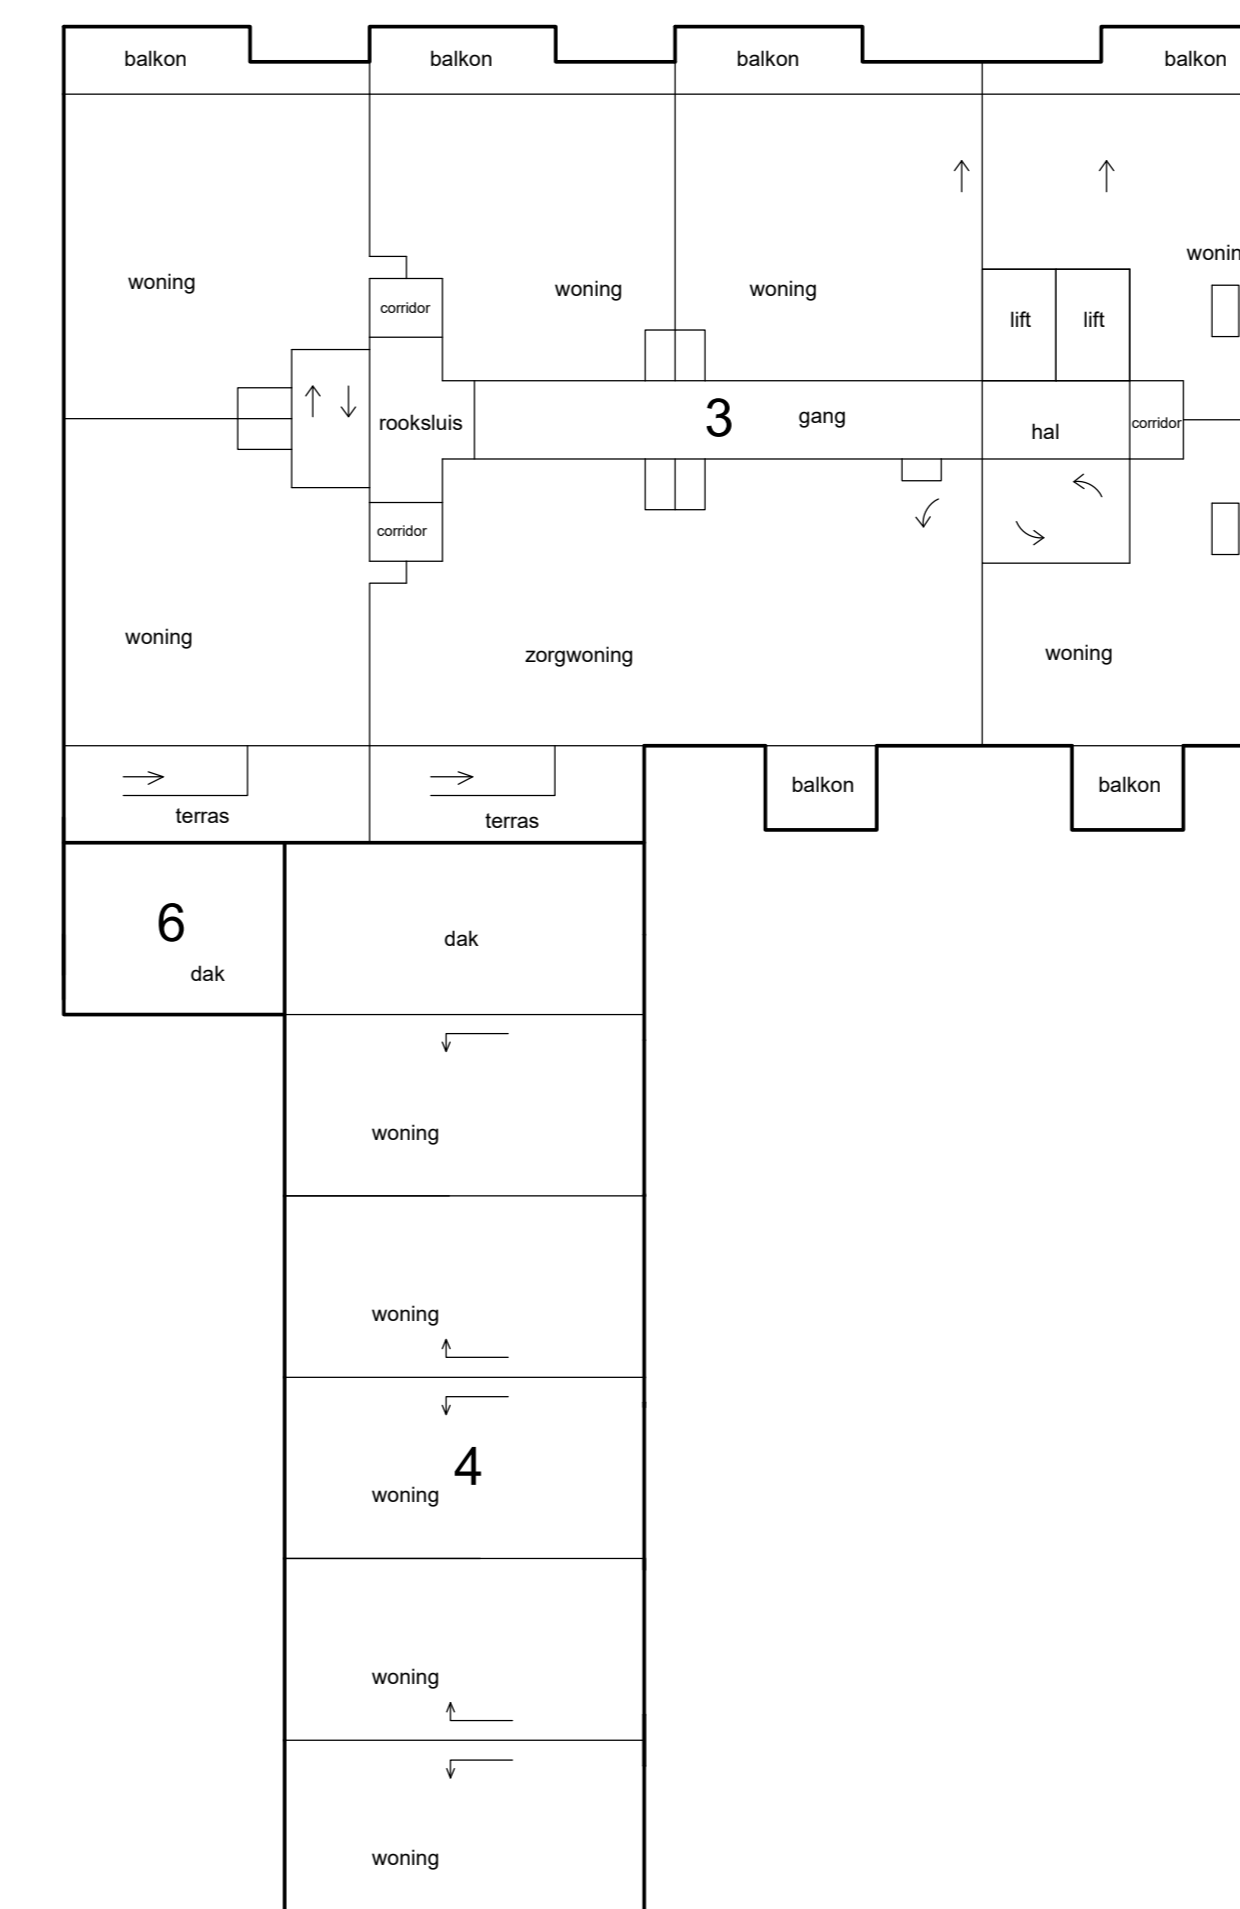 balkon balkon balkon balkon
wonin
woning woning woning
corridor lift lift
3 gang
rooksluis hal corridor
corridor
woning zorgwoning woning
balkon balkon
terras terras
6 dak
dak
woning
woning
4
woning
woning
woning